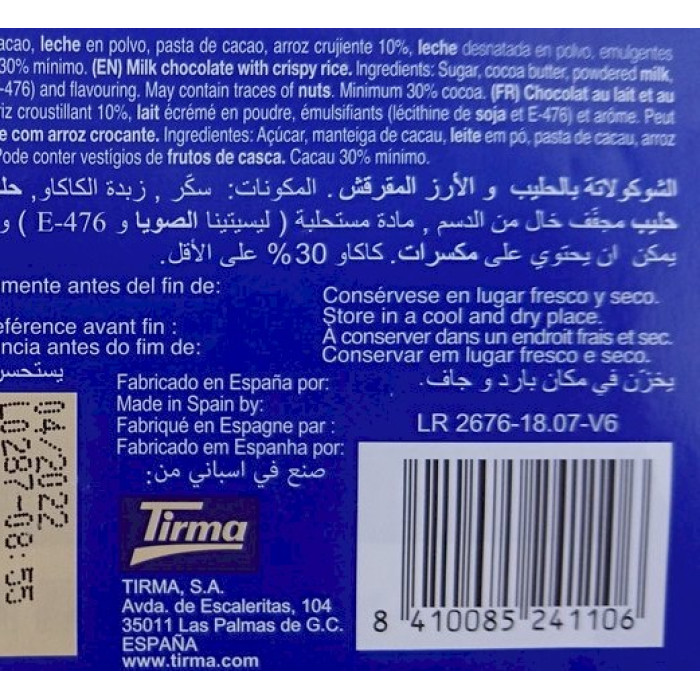 acao, leche en polvo, pasta de cacao, arroz crujiente 10%, leche desnatada en polvo, emulgentes
30% mínimo. (EN) Milk chocolate with crispy rice. Ingredients: Sugar, cocoa butter, powdered milk,
-476) and flavouring. May contain traces of nuts. Minimum 30% cocoa. (FR) Chocolat au lait et au
riz croustillant 10%, lait écrémé en poudre, émulsifiants (lécithine de soja et E-476) et arôme. Peut
e com arroz crocante. Ingredientes: Açúcar, manteiga de cacau, leite em pó, pasta de cacau, arroz
Pode conter vestígios de frutos de casca. Cacau 30% mínimo.
الشوكولاتة بالحليب و الأرز المقرقش. المكونات: سكّر , زبدة الكاكاو, حل
حليب مجفّف خال من الدسم , مادة مستحلبة ( ليسيتينا الصويا و E-476 ) و
يمكن ان يحتوي على مكسرات. كاكاو 30% على الأقل.
mente antes del fin de:
éférence avant fin :
ncia antes do fim de:
يستحسن
Consérvese en lugar fresco y seco.
Store in a cool and dry place.
À conserver dans un endroit frais et sec.
Conservar em lugar fresco e seco.
يخزّن في مكان بارد و جاف.
04/2022
L0287-08:55
Fabricado en España por:
Made in Spain by:
Fabriqué en Espagne par :
Fabricado em Espanha por:
صنع في اسباني من:
LR 2676-18.07-V6
Tirma
TIRMA, S.A.
Avda. de Escaleritas, 104
35011 Las Palmas de G.C.
ESPAÑA
www.tirma.com
8 410085 241106